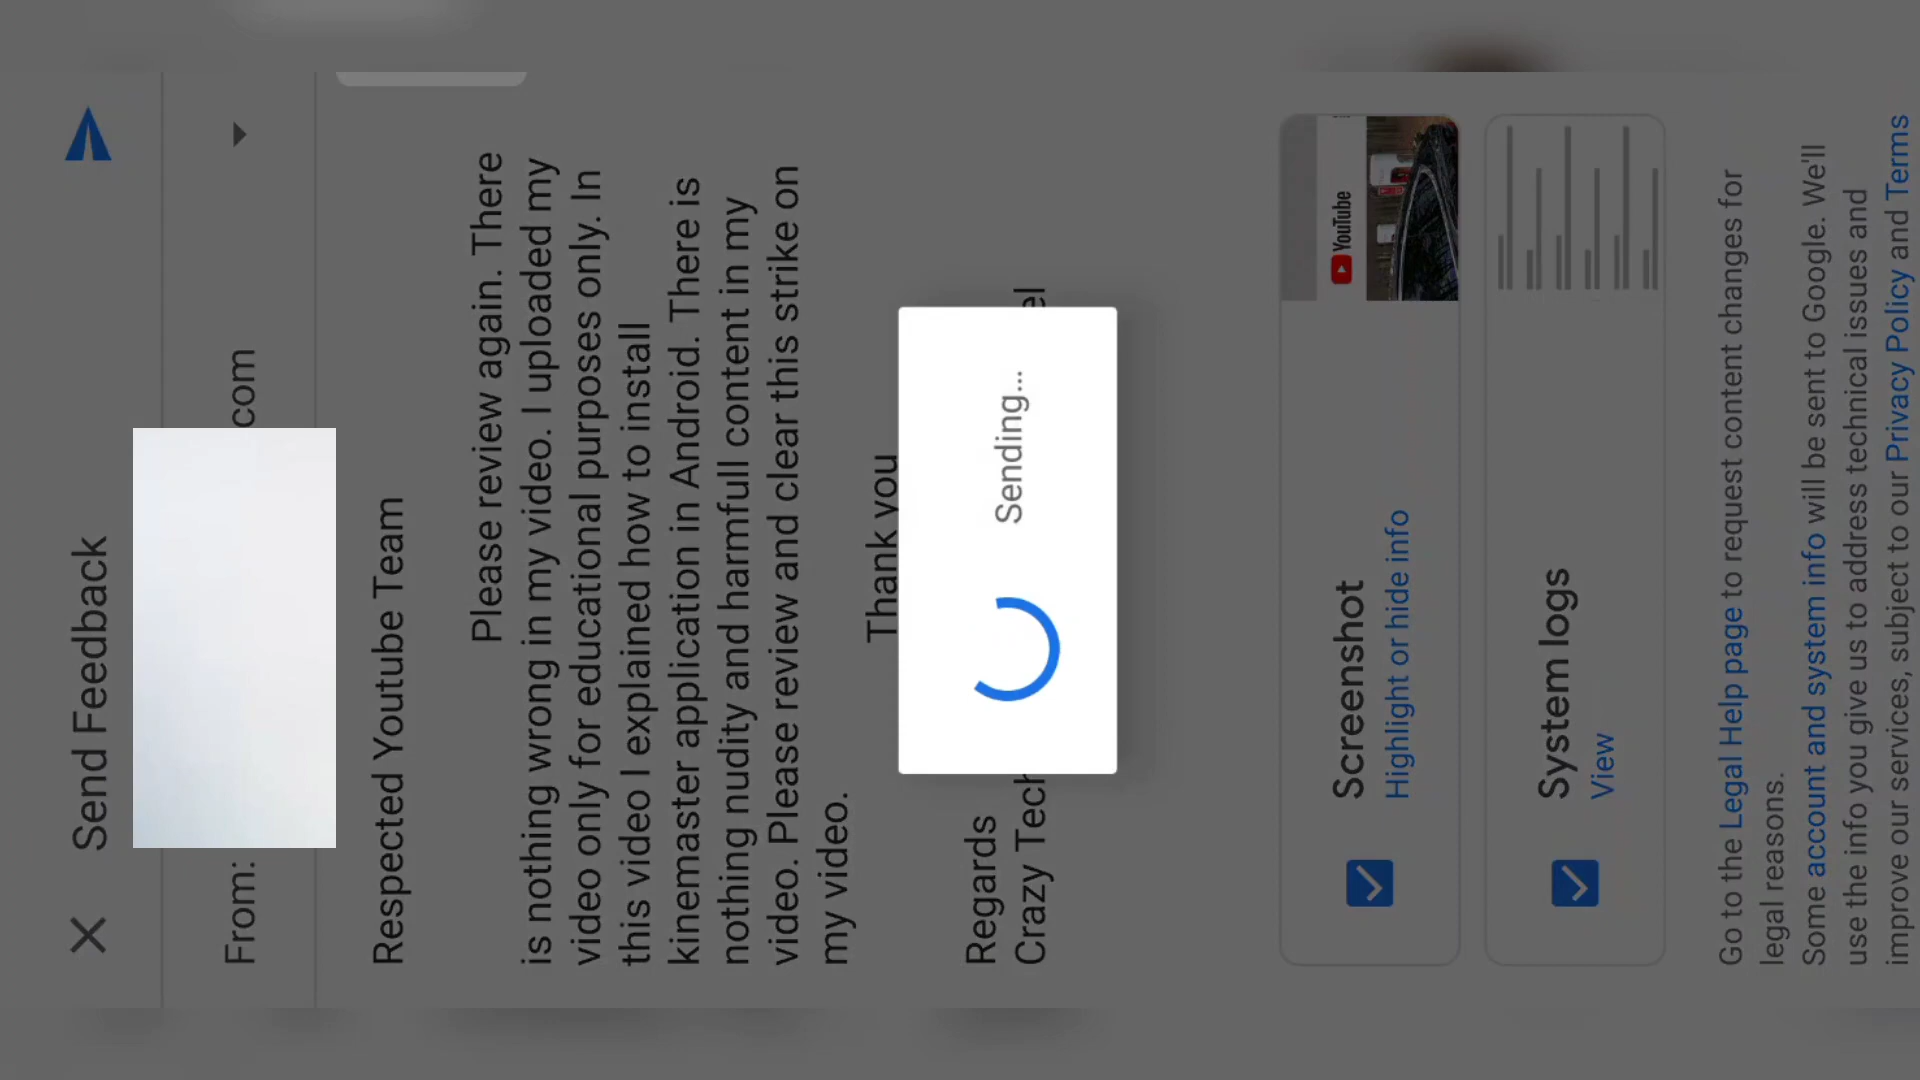 Send Feedback
From:
com
Respected Youtube Team
Please review again. There
is nothing wrong in my video. I uploaded my
video only for educational purposes only. In
this video I explained how to install
kinemaster application in Android. There is
nothing nudity and harmfull content in my
video. Please review and clear this strike on
my video.
Thank you
Regards
Crazy Tech
Sending...
Screenshot
Highlight or hide info
YouTube
System logs
View
Go to the Legal Help page to request content changes for
legal reasons.
Some account and system info will be sent to Google. We'll
use the info you give us to address technical issues and
improve our services, subject to our Privacy Policy and Terms